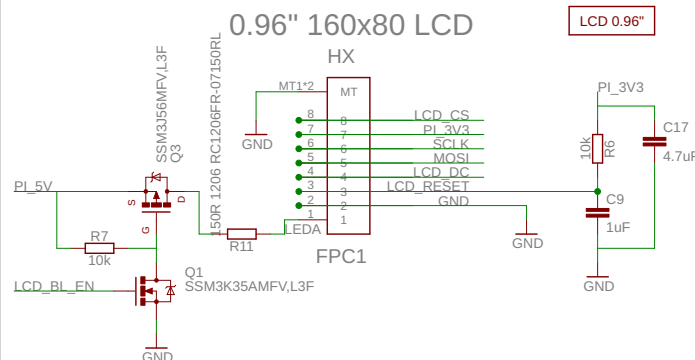 0.96" 160x80 LCD
LCD 0.96"
HX
MT1*2
MT
GND
8
8
LCD_CS
7
7
PI_3V3
6
6
SCLK
5
5
MOSI
4
4
LCD_DC
3
3
LCD_RESET
2
2
GND
1
1
LEDA
FPC1
GND
SSM3J56MFV,L3F
Q3
150R 1206 RC1206FR-07150RL
R11
PI_5V
S
D
G
R7
10k
Q1
SSM3K35AMFV,L3F
LCD_BL_EN
GND
PI_3V3
10k
R6
C17
4.7uF
C9
1uF
GND